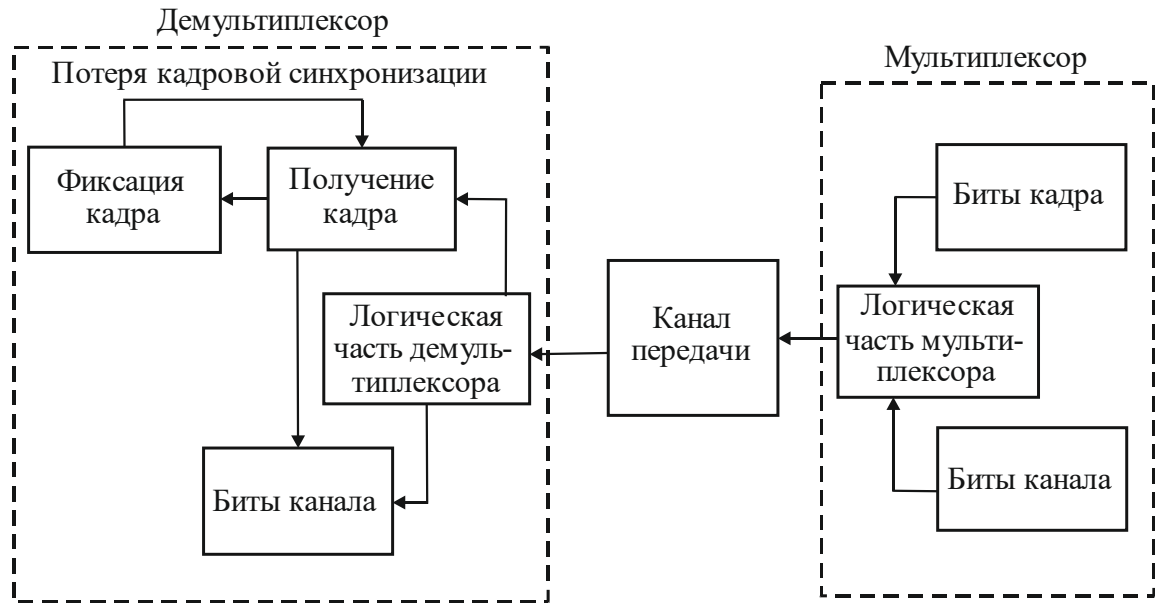 Демультиплексор
Потеря кадровой синхронизации
Фиксация
кадра
Получение
кадра
Логическая
часть демуль-
типлексора
Биты канала
Канал
передачи
Мультиплексор
Биты кадра
Логическая
часть мульти-
плексора
Биты канала